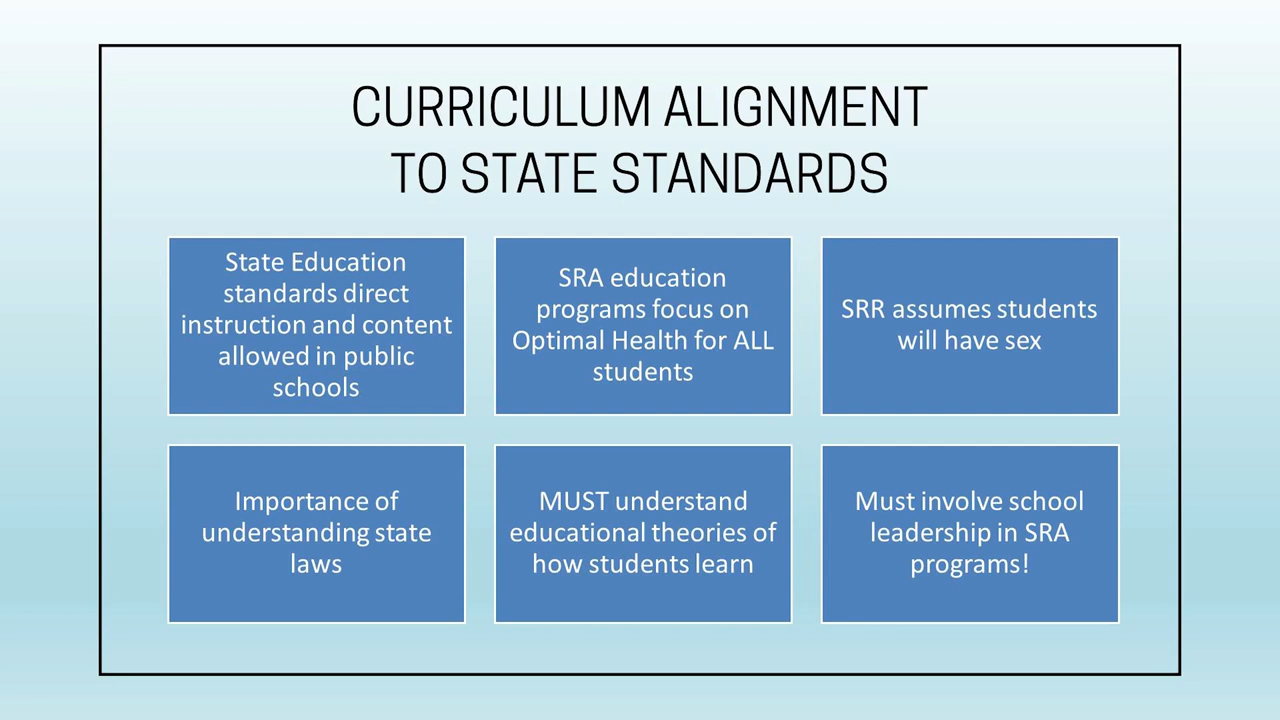 CURRICULUM ALIGNMENT
TO STATE STANDARDS
State Education
standards direct
instruction and content
allowed in public
schools
SRA education
programs focus on
Optimal Health for ALL
students
SRR assumes students
will have sex
Importance of
understanding state
laws
MUST understand
educational theories of
how students learn
Must involve school
leadership in SRA
programs!